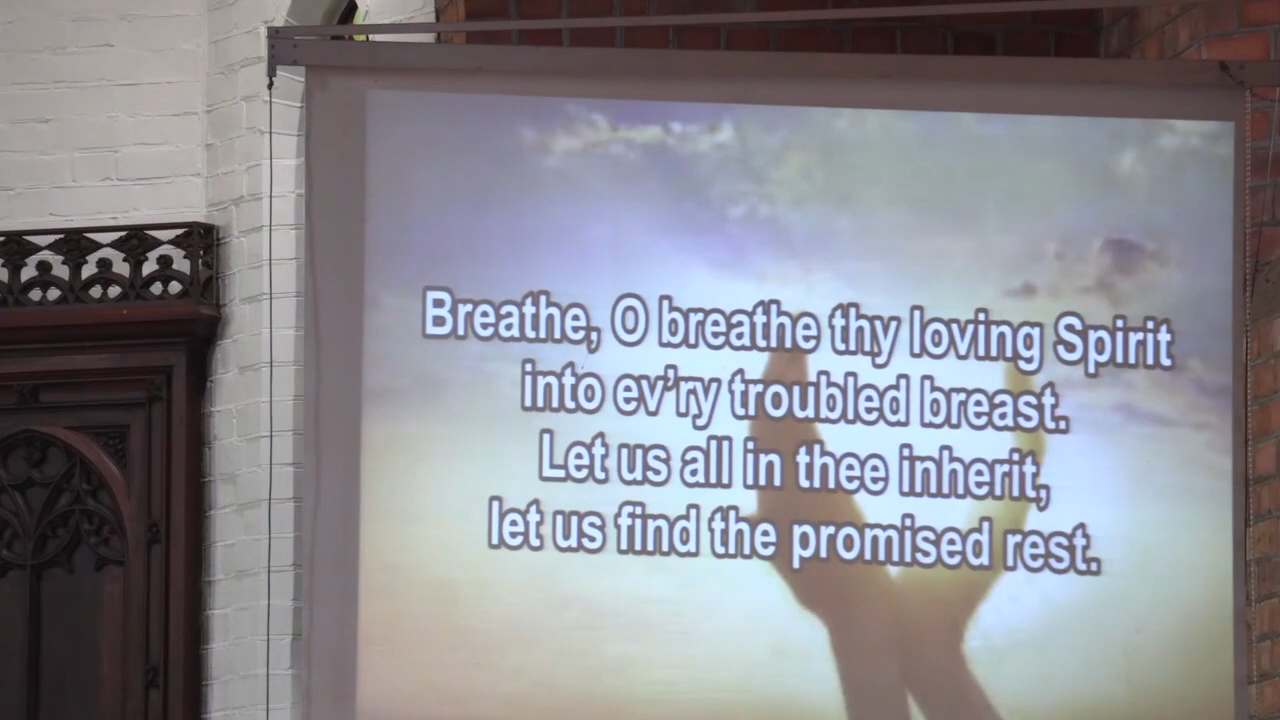 Breathe, O breathe thy loving Spirit
into ev’ry troubled breast.
Let us all in thee inherit,
let us find the promised rest.